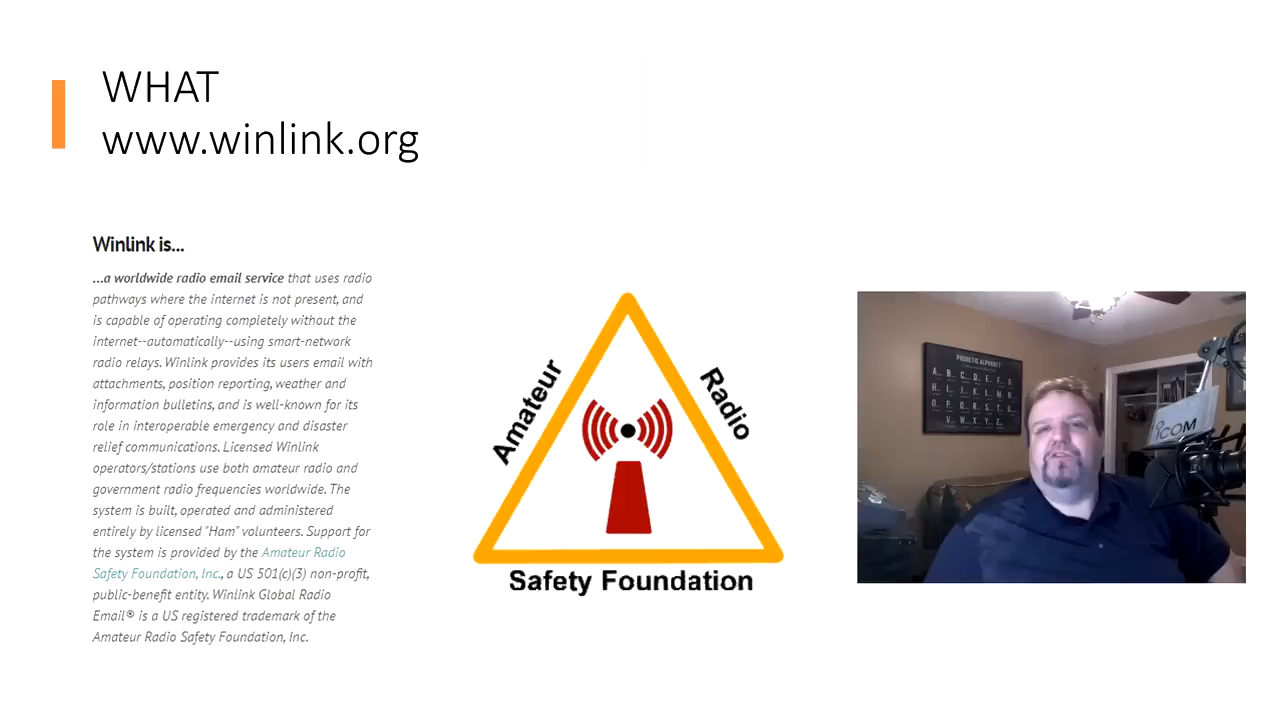 WHAT
www.winlink.org
Winlink is...
...a worldwide radio email service that uses radio
pathways where the internet is not present, and
is capable of operating completely without the
internet--automatically--using smart-network
radio relays. Winlink provides its users email with
attachments, position reporting, weather and
information bulletins, and is well-known for its
role in interoperable emergency and disaster
relief communications. Licensed Winlink
operators/stations use both amateur radio and
government radio frequencies worldwide. The
system is built, operated and administered
entirely by licensed "Ham" volunteers. Support for
the system is provided by the Amateur Radio
Safety Foundation, Inc., a US 501(c)(3) non-profit,
public-benefit entity. Winlink Global Radio
Email® is a US registered trademark of the
Amateur Radio Safety Foundation, Inc.
Amateur
Radio
Safety Foundation
PHONETIC ALPHABET
A... B... C... D... E... F... G
H... I... J... K... L... M... N
O... P... Q... R... S... T... U
V... W... X... Y... Z...
ICOM